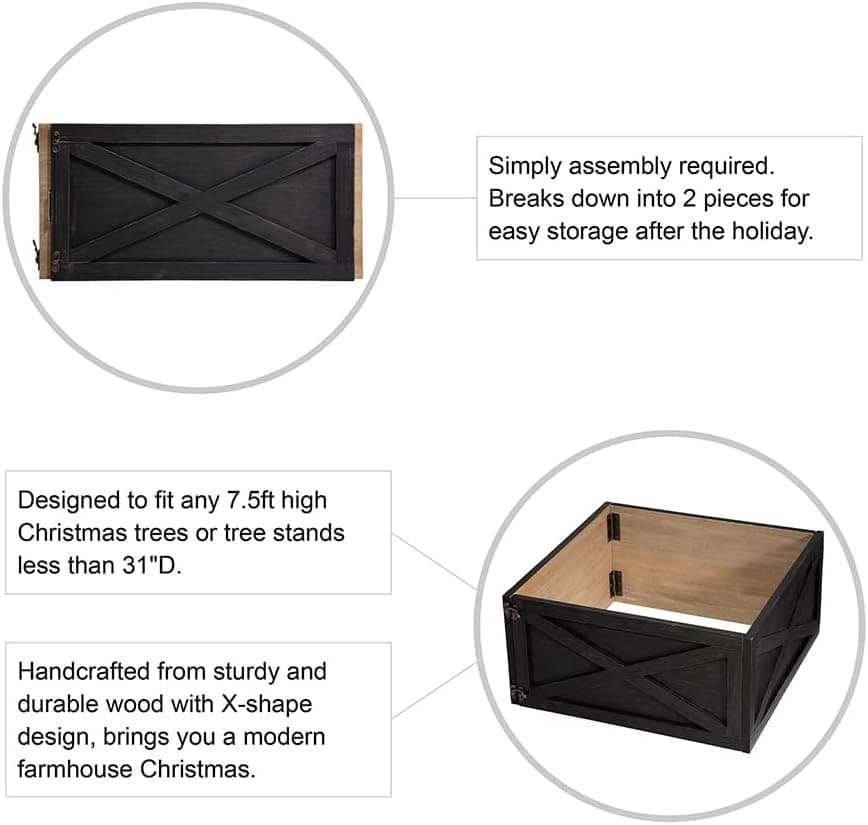 Simply assembly required.
Breaks down into 2 pieces for
easy storage after the holiday.
Designed to fit any 7.5ft high
Christmas trees or tree stands
less than 31"D.
Handcrafted from sturdy and
durable wood with X-shape
design, brings you a modern
farmhouse Christmas.